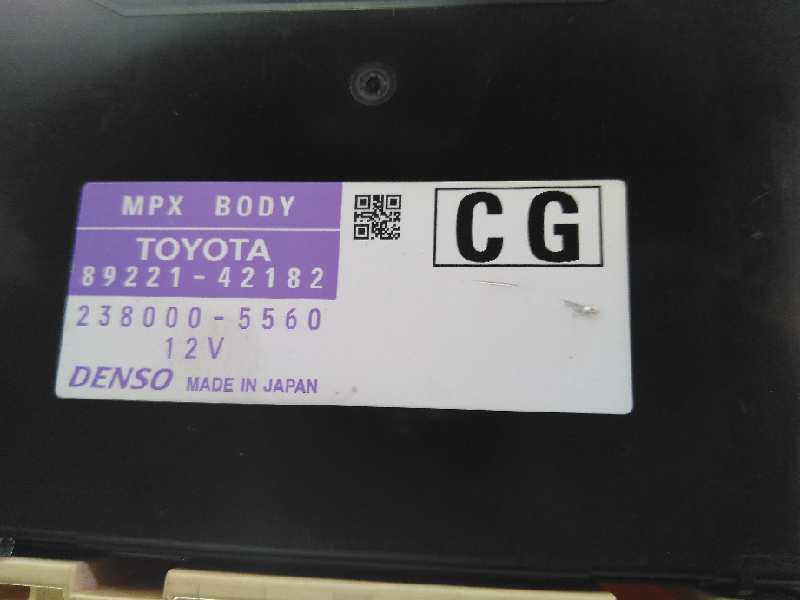 MPX BODY
CG
TOYOTA
89221-42182
238000-5560
12V
DENSO MADE IN JAPAN